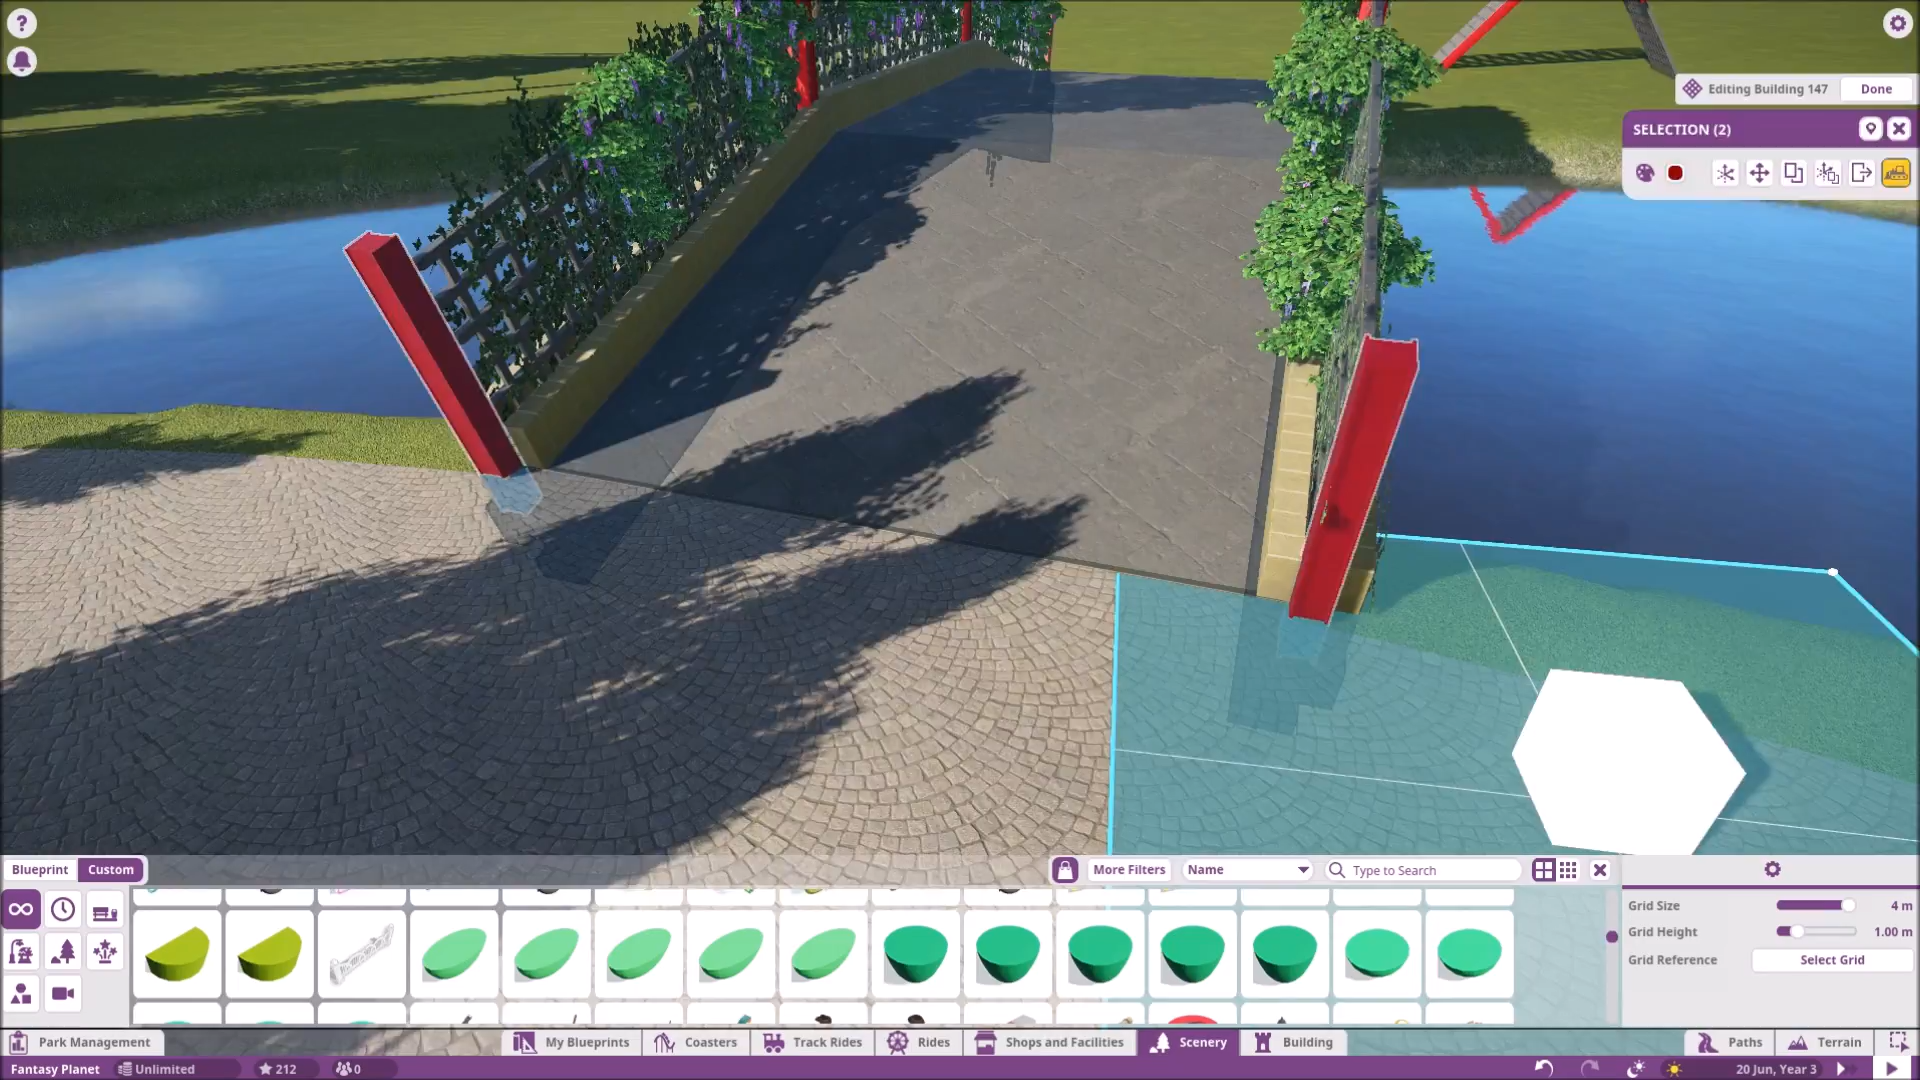 Editing Building 147 Done
SELECTION (2)
Blueprint Custom
More Filters Name Type to Search
Grid Size 4 m
Grid Height 1.00 m
Grid Reference Select Grid
Park Management My Blueprints Coasters Track Rides Rides Shops and Facilities Scenery Building Paths Terrain
Fantasy Planet Unlimited 212 0 20 Jun, Year 3